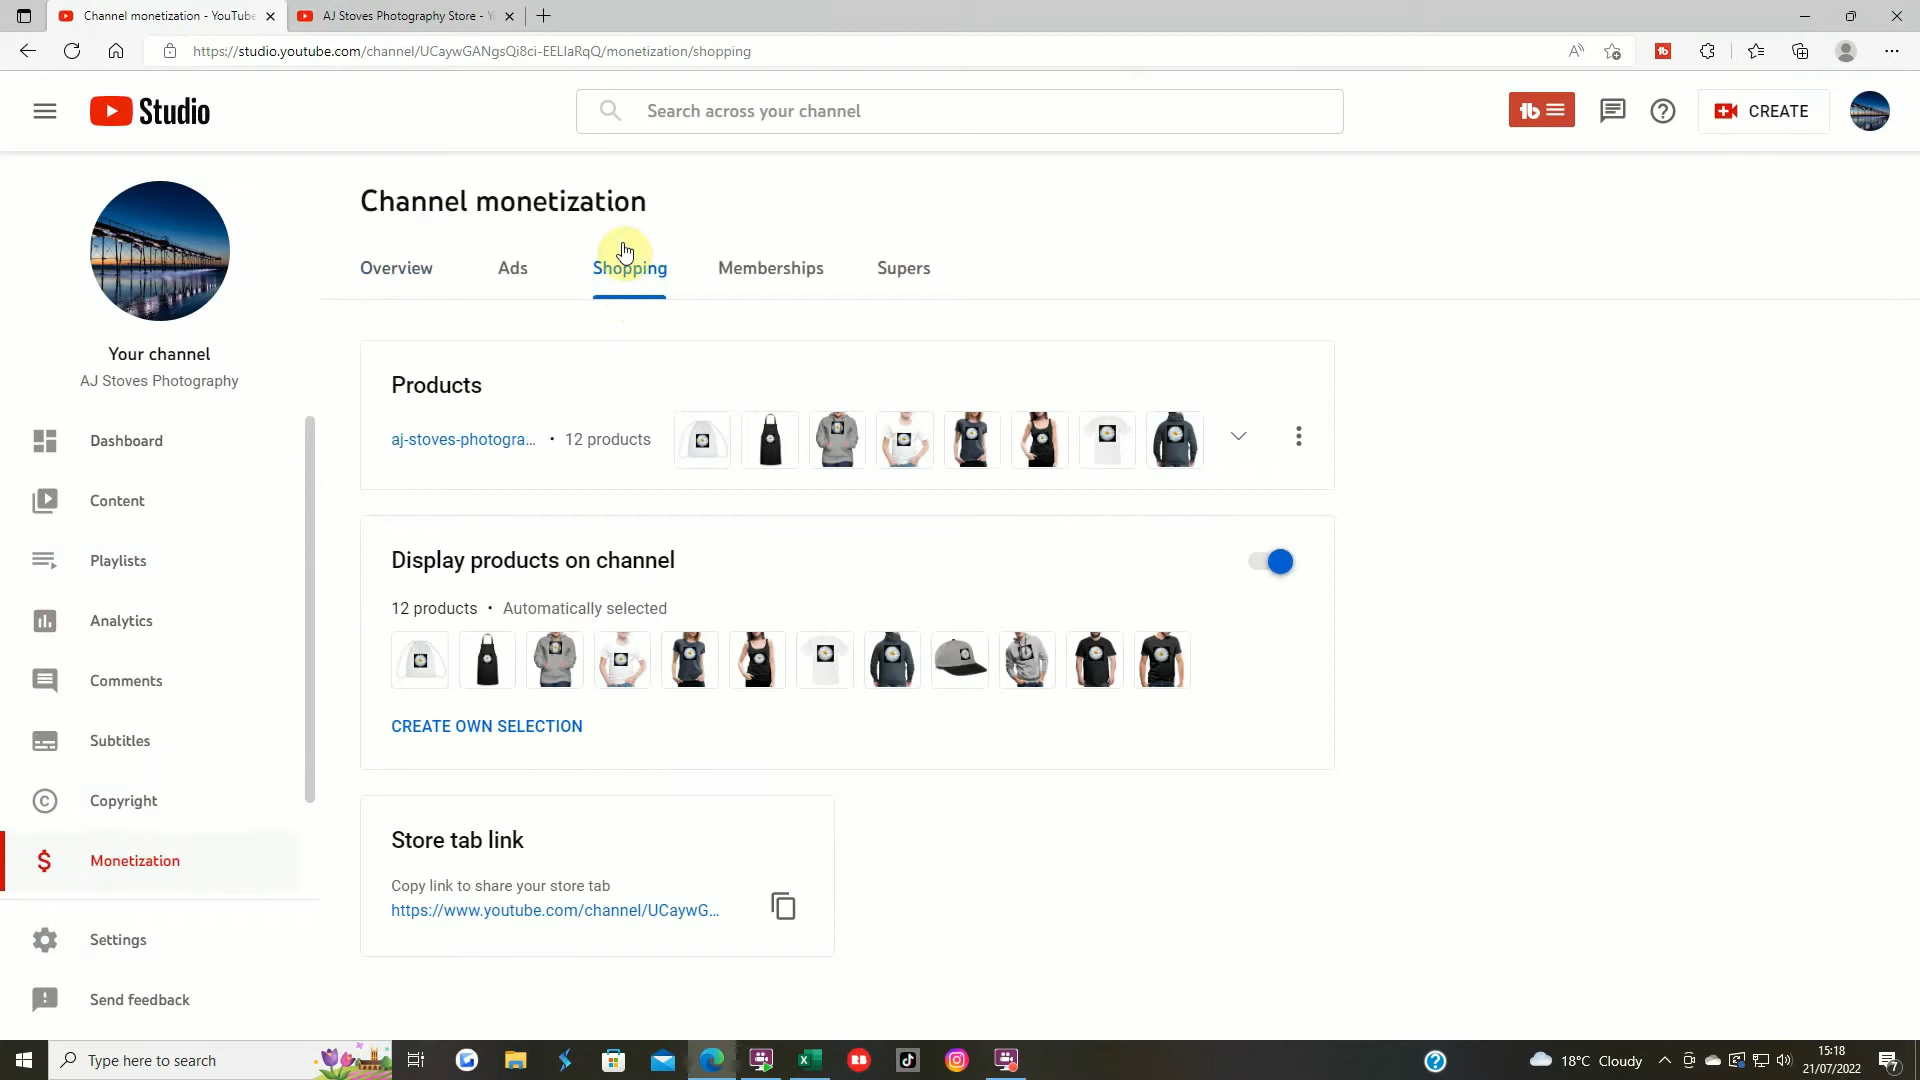 Channel monetization - YouTube
AJ Stoves Photography Store - Y
https://studio.youtube.com/channel/UCaywGANgsQi8ci-EELlaRqQ/monetization/shopping
Studio
Search across your channel
CREATE
Channel monetization
Overview
Ads
Shopping
Memberships
Supers
Your channel
AJ Stoves Photography
Dashboard
Content
Playlists
Analytics
Comments
Subtitles
Copyright
Monetization
Settings
Send feedback
Products
aj-stoves-photogra... • 12 products
Display products on channel
12 products • Automatically selected
CREATE OWN SELECTION
Store tab link
Copy link to share your store tab
https://www.youtube.com/channel/UCaywG...
Type here to search
18°C Cloudy
15:18
21/07/2022
7